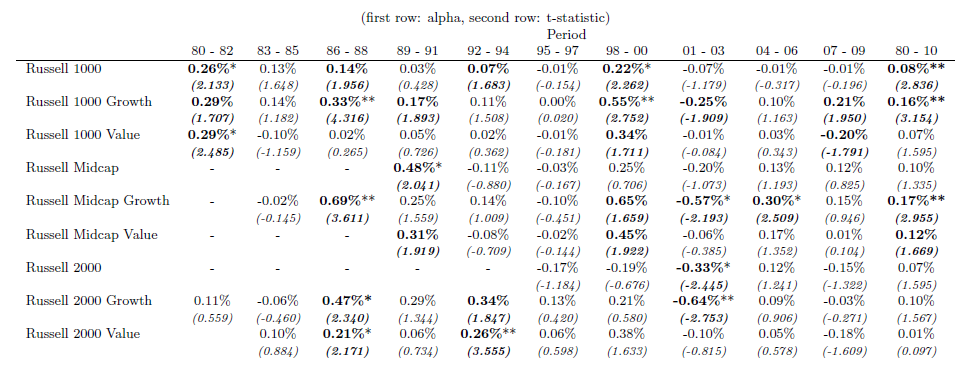 (first row: alpha, second row: t-statistic)
Period
80 - 82 83 - 85 86 - 88 89 - 91 92 - 94 95 - 97 98 - 00 01 - 03 04 - 06 07 - 09 80 - 10
Russell 1000 0.26%* 0.13% 0.14% 0.03% 0.07% -0.01% 0.22%* -0.07% -0.01% -0.01% 0.08%**
(2.133) (1.648) (1.956) (0.428) (1.683) (-0.154) (2.262) (-1.179) (-0.317) (-0.196) (2.836)
Russell 1000 Growth 0.29% 0.14% 0.33%** 0.17% 0.11% 0.00% 0.55%** -0.25% 0.10% 0.21% 0.16%**
(1.707) (1.182) (4.316) (1.893) (1.508) (0.020) (2.752) (-1.909) (1.163) (1.950) (3.154)
Russell 1000 Value 0.29%* -0.10% 0.02% 0.05% 0.02% -0.01% 0.34% -0.01% 0.03% -0.20% 0.07%
(2.485) (-1.159) (0.265) (0.726) (0.362) (-0.181) (1.711) (-0.084) (0.343) (-1.791) (1.595)
Russell Midcap - - - 0.48%* -0.11% -0.03% 0.25% -0.20% 0.13% 0.12% 0.10%
(2.041) (-0.880) (-0.167) (0.706) (-1.073) (1.193) (0.825) (1.335)
Russell Midcap Growth - -0.02% 0.69%** 0.25% 0.14% -0.10% 0.65% -0.57%* 0.30%* 0.15% 0.17%**
(-0.145) (3.611) (1.559) (1.009) (-0.451) (1.659) (-2.193) (2.509) (0.946) (2.955)
Russell Midcap Value - - - 0.31% -0.08% -0.02% 0.45% -0.06% 0.17% 0.01% 0.12%
(1.919) (-0.709) (-0.144) (1.922) (-0.385) (1.352) (0.104) (1.669)
Russell 2000 - - - - - -0.17% -0.19% -0.33%* 0.12% -0.15% 0.07%
(-1.184) (-0.676) (-2.445) (1.241) (-1.322) (1.595)
Russell 2000 Growth 0.11% -0.06% 0.47%* 0.29% 0.34% 0.13% 0.21% -0.64%** 0.09% -0.03% 0.10%
(0.559) (-0.460) (2.340) (1.344) (1.847) (0.420) (0.580) (-2.753) (0.906) (-0.271) (1.567)
Russell 2000 Value 0.10% 0.21%* 0.06% 0.26%** 0.06% 0.38% -0.10% 0.05% -0.18% 0.01%
(0.884) (2.171) (0.734) (3.555) (0.598) (1.633) (-0.815) (0.578) (-1.609) (0.097)